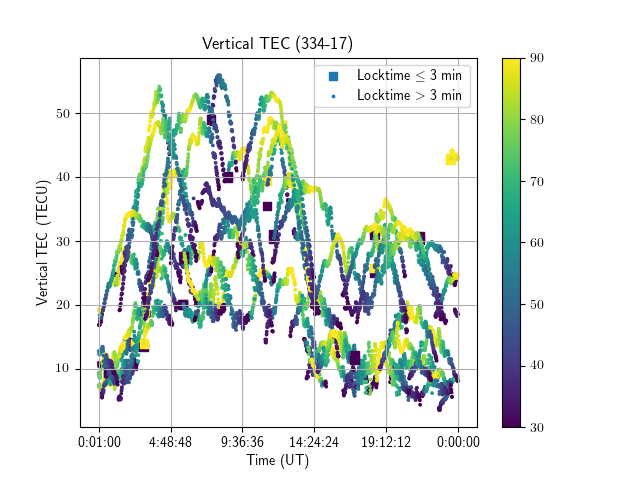 Vertical TEC (334-17)
Locktime ≤ 3 min
Locktime > 3 min
Vertical TEC (TECU)
50
40
30
20
10
0:01:00 4:48:48 9:36:36 14:24:24 19:12:12 0:00:00
Time (UT)
90
80
70
60
50
40
30